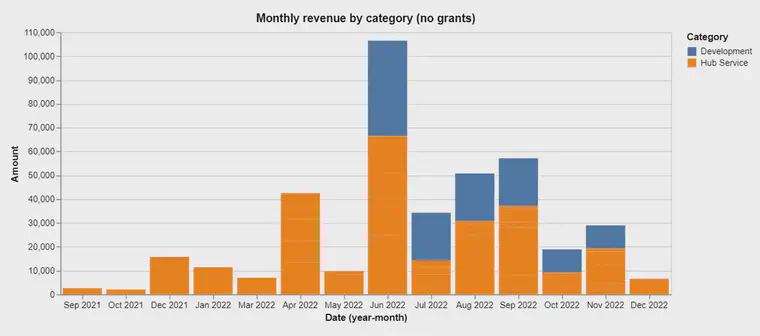 Monthly revenue by category (no grants)
Category
Development
Hub Service
Amount
110,000
100,000
90,000
80,000
70,000
60,000
50,000
40,000
30,000
20,000
10,000
0
Sep 2021 Oct 2021 Dec 2021 Jan 2022 Mar 2022 Apr 2022 May 2022 Jun 2022 Jul 2022 Aug 2022 Sep 2022 Oct 2022 Nov 2022 Dec 2022
Date (year-month)